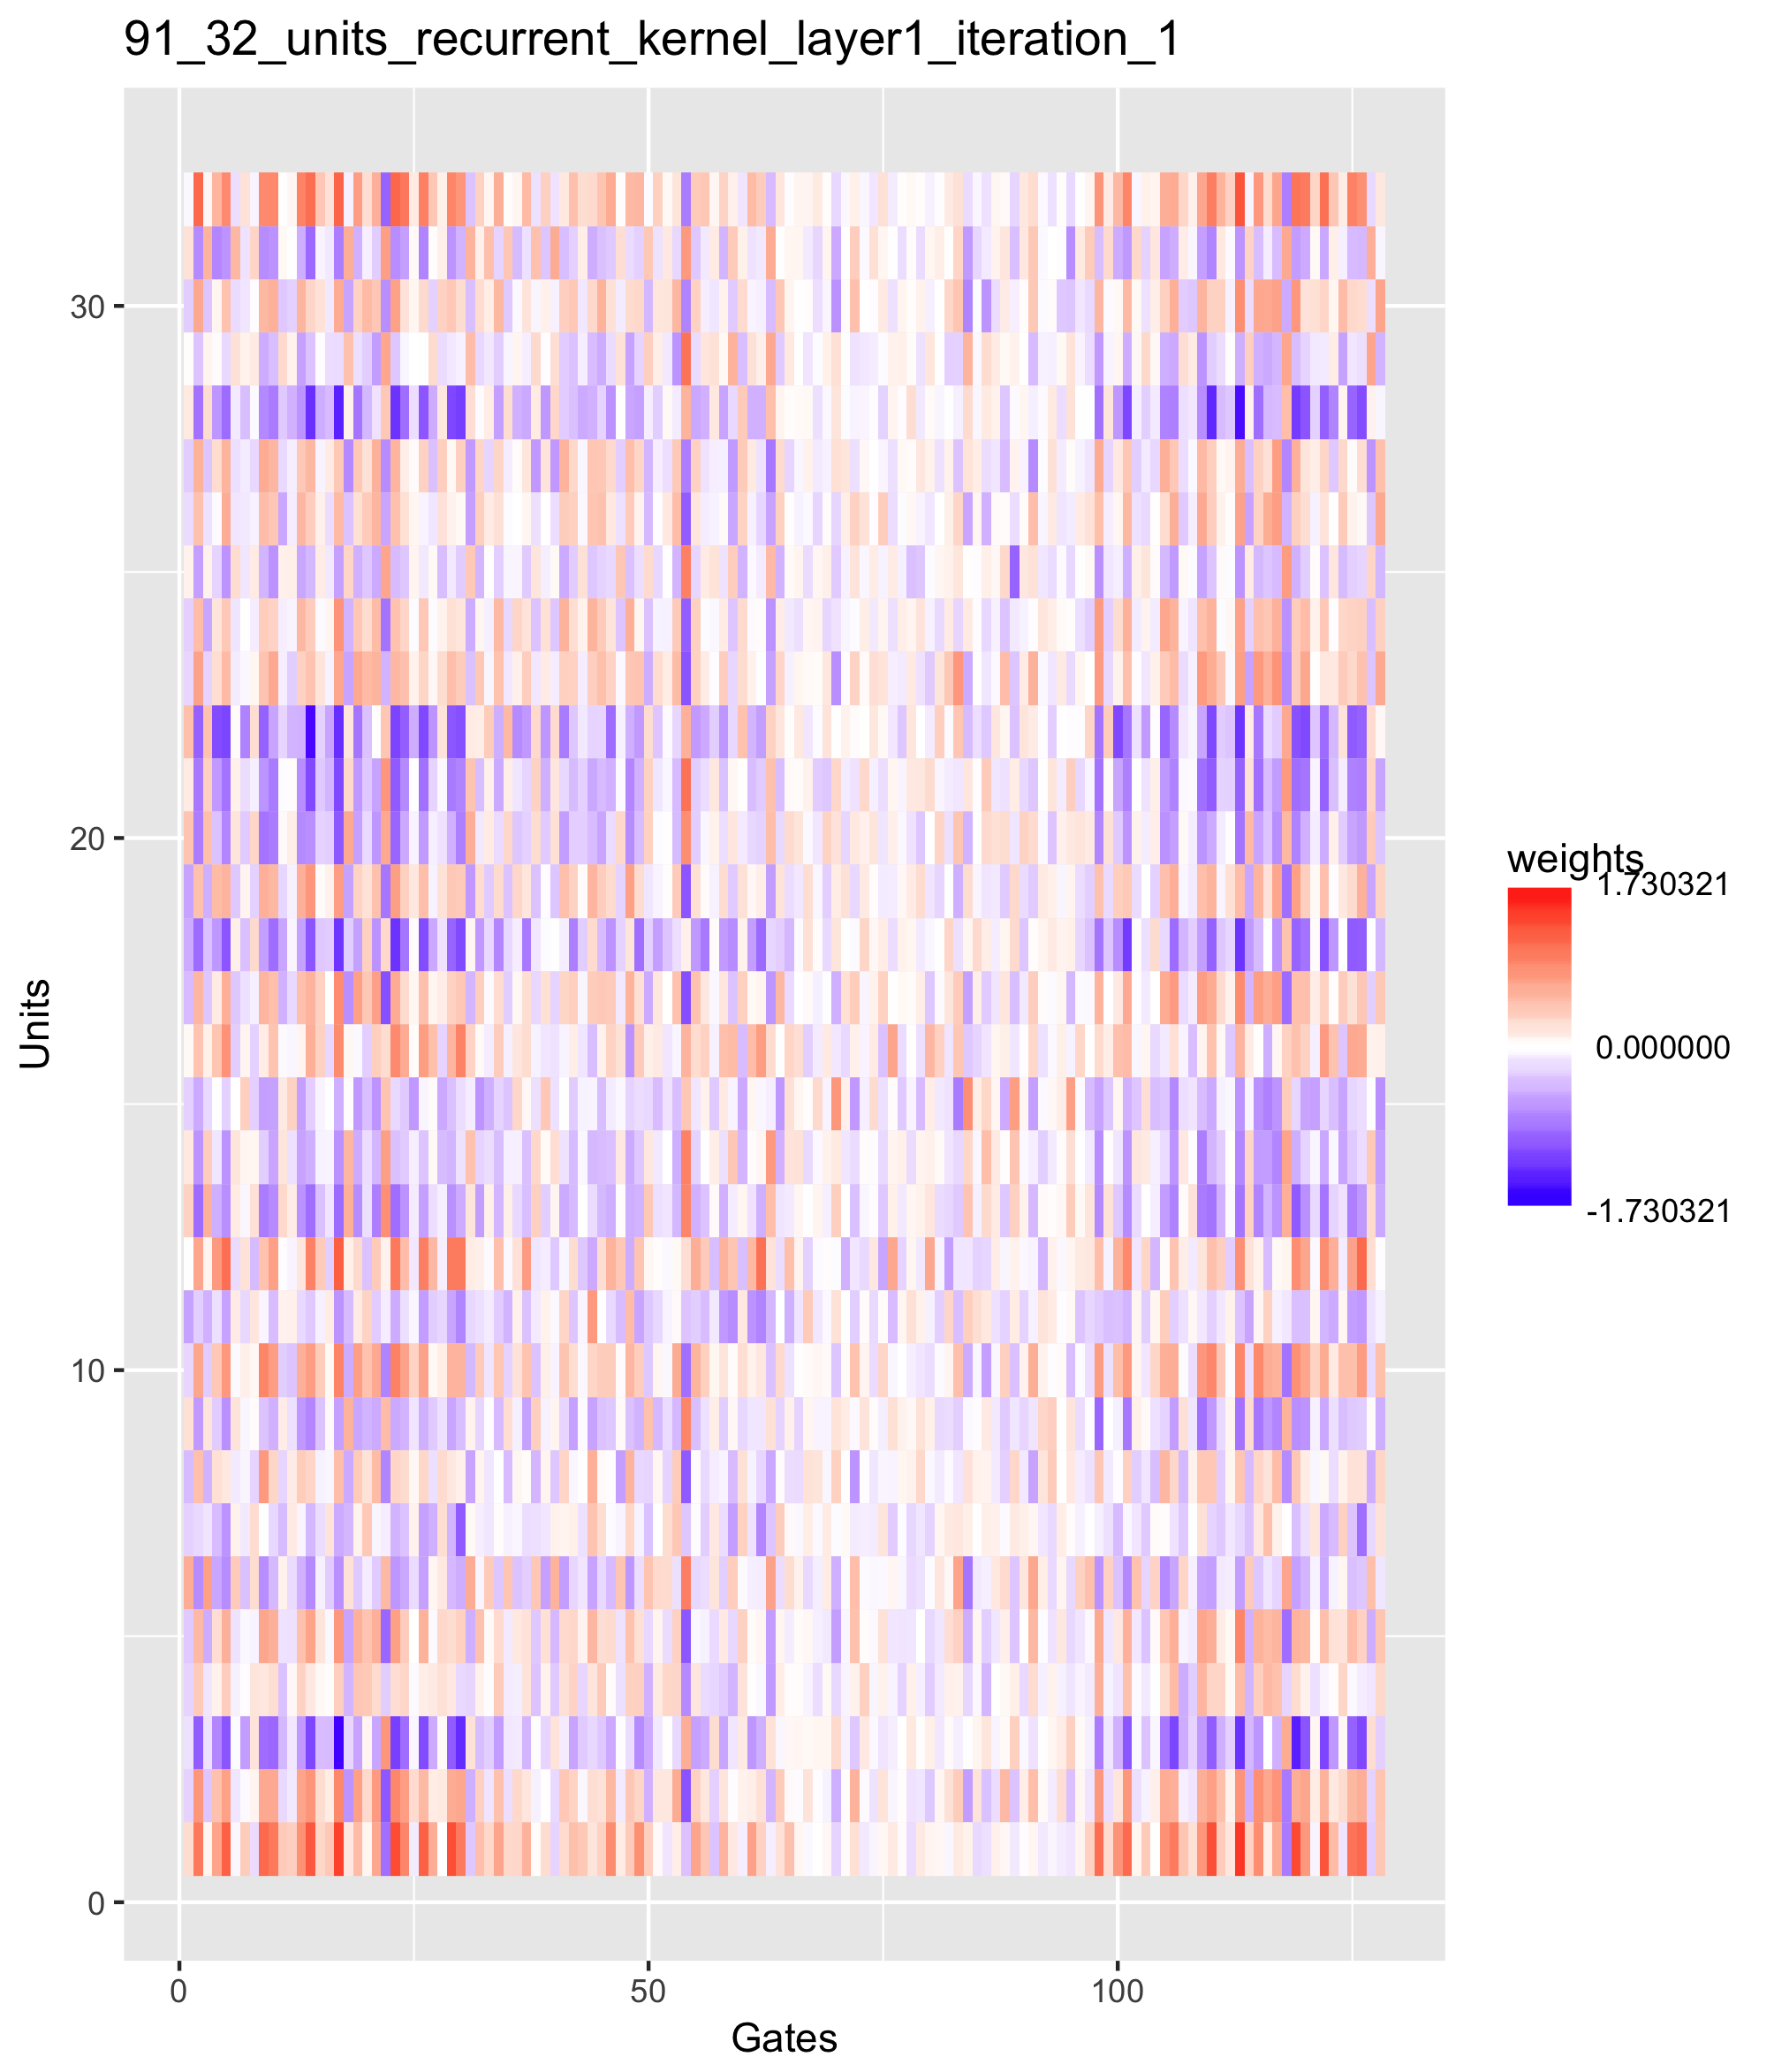 91_32_units_recurrent_kernel_layer1_iteration_1
30
20
10
0
Units
0 50 100
Gates
weights
1.730321
0.000000
-1.730321